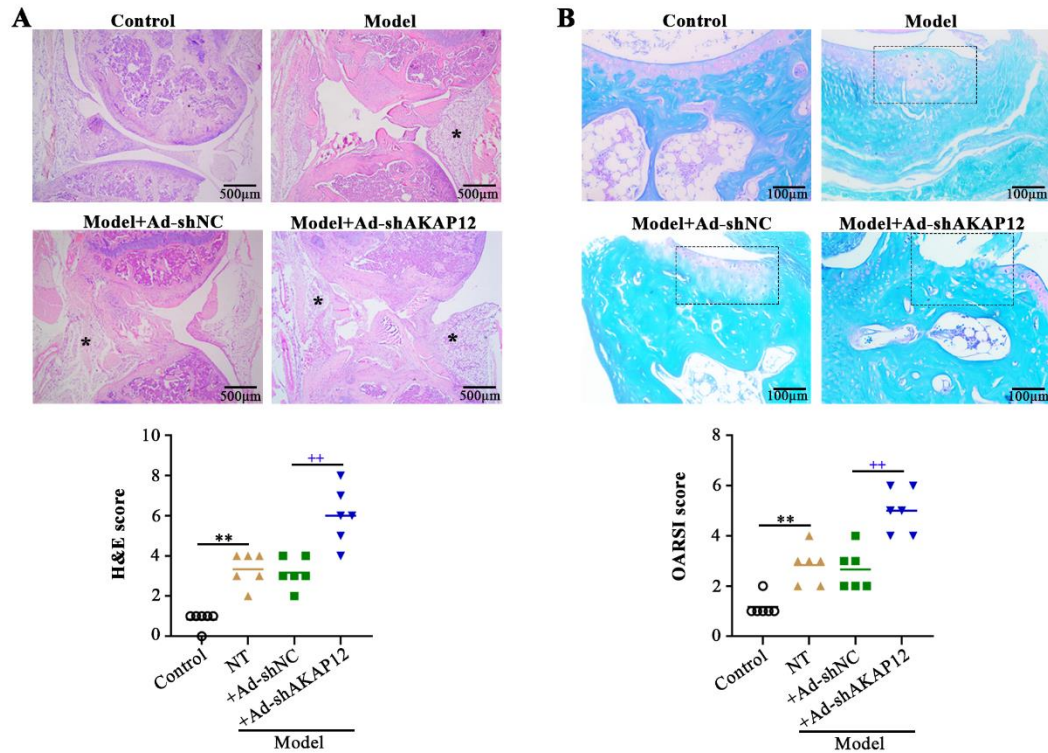 A
Control
Model
*
500μm
500μm
Model+Ad-shNC
Model+Ad-shAKAP12
*
*
*
500μm
500μm
H&E score
10
8
6
4
2
0
**
++
Control
NT
+Ad-shNC
+Ad-shAKAP12
Model
B
Control
Model
100μm
100μm
Model+Ad-shNC
Model+Ad-shAKAP12
100μm
100μm
OARSI score
8
6
4
2
0
**
++
Control
NT
+Ad-shNC
+Ad-shAKAP12
Model